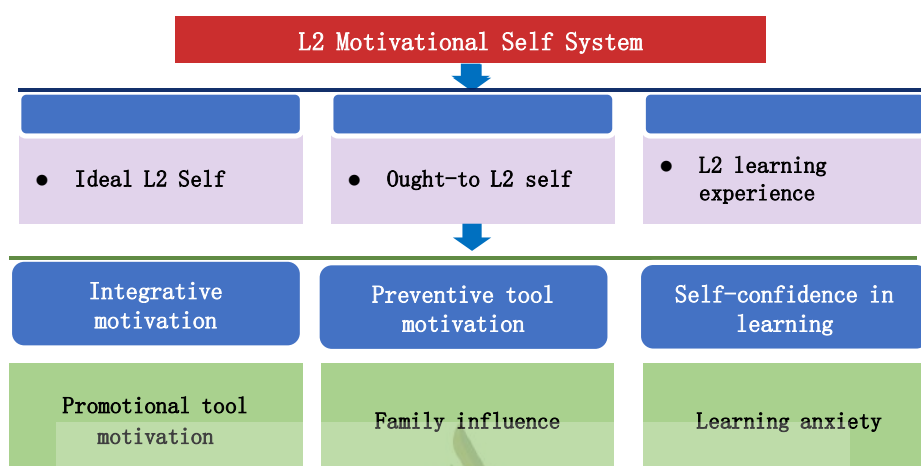 L2 Motivational Self System
● Ideal L2 Self
● Ought-to L2 self
● L2 learning
experience
Integrative
motivation
Preventive tool
motivation
Self-confidence in
learning
Promotional tool
motivation
Family influence
Learning anxiety